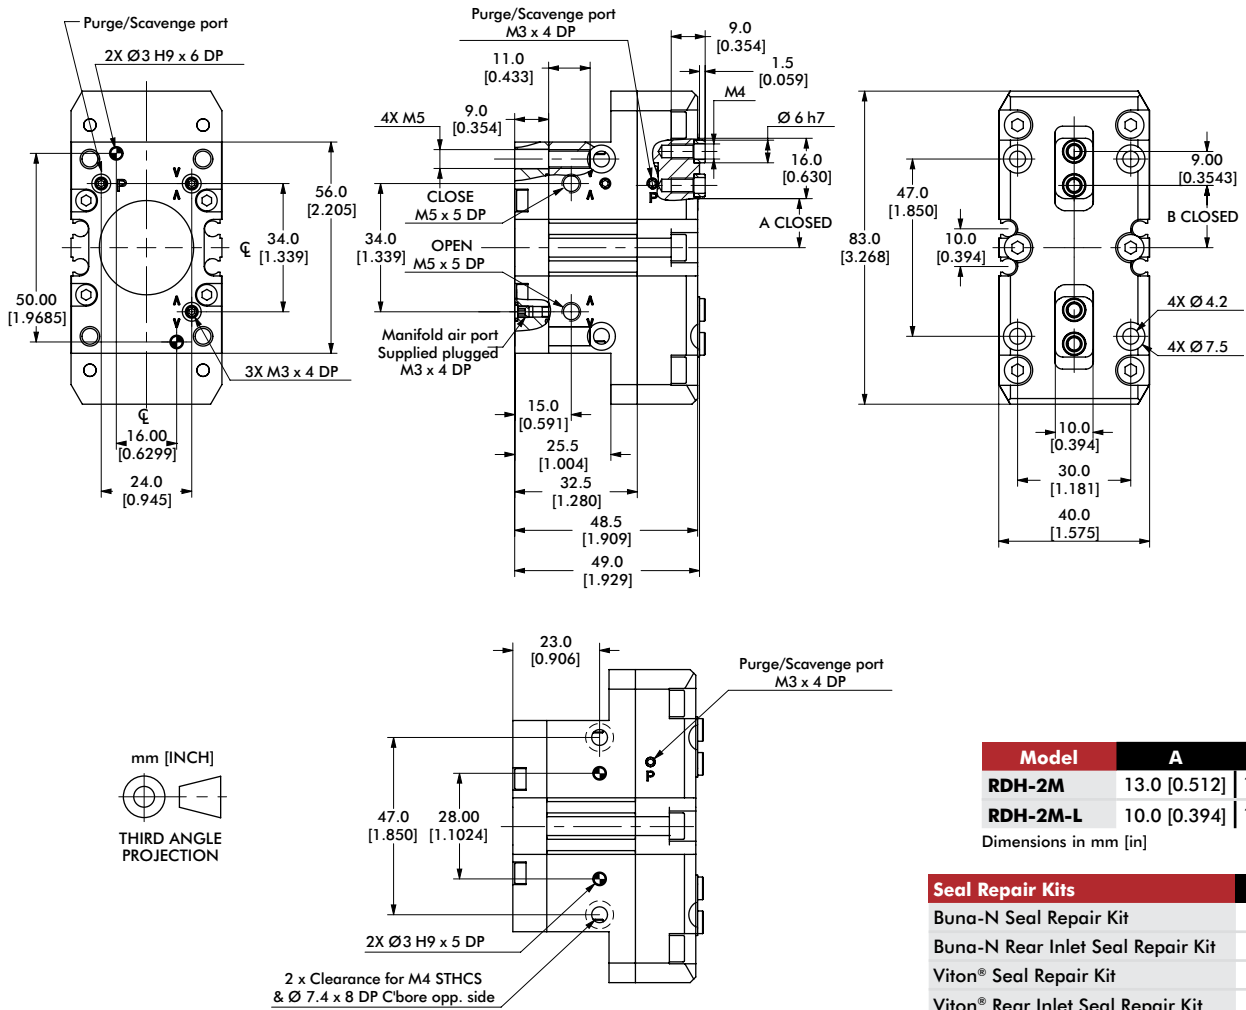 Purge/Scavenge port
2X Ø3 H9 x 6 DP
P
V
Λ
Λ
V
50.00
[1.9685]
56.0
[2.205]
34.0
[1.339]
℄
3X M3 x 4 DP
℄
16.00
[0.6299]
24.0
[0.945]
Purge/Scavenge port
M3 x 4 DP
9.0
[0.354]
11.0
[0.433]
1.5
[0.059]
M4
4X M5
9.0
[0.354]
Ø 6 h7
16.0
[0.630]
CLOSE
M5 x 5 DP
V
Λ
P
A CLOSED
34.0
[1.339]
OPEN
M5 x 5 DP
Λ
V
Manifold air port
Supplied plugged
M3 x 4 DP
15.0
[0.591]
25.5
[1.004]
32.5
[1.280]
48.5
[1.909]
49.0
[1.929]
9.00
[0.3543]
47.0
[1.850]
B CLOSED
83.0
[3.268]
10.0
[0.394]
4X Ø 4.2
4X Ø 7.5
10.0
[0.394]
30.0
[1.181]
40.0
[1.575]
23.0
[0.906]
Purge/Scavenge port
M3 x 4 DP
P
47.0
[1.850]
28.00
[1.1024]
2X Ø3 H9 x 5 DP
2 x Clearance for M4 STHCS
& Ø 7.4 x 8 DP C'bore opp. side
mm [INCH]
THIRD ANGLE
PROJECTION
Model A
RDH-2M 13.0 [0.512]
RDH-2M-L 10.0 [0.394]
Dimensions in mm [in]
Seal Repair Kits
Buna-N Seal Repair Kit
Buna-N Rear Inlet Seal Repair Kit
Viton® Seal Repair Kit
Viton® Rear Inlet Seal Repair Kit